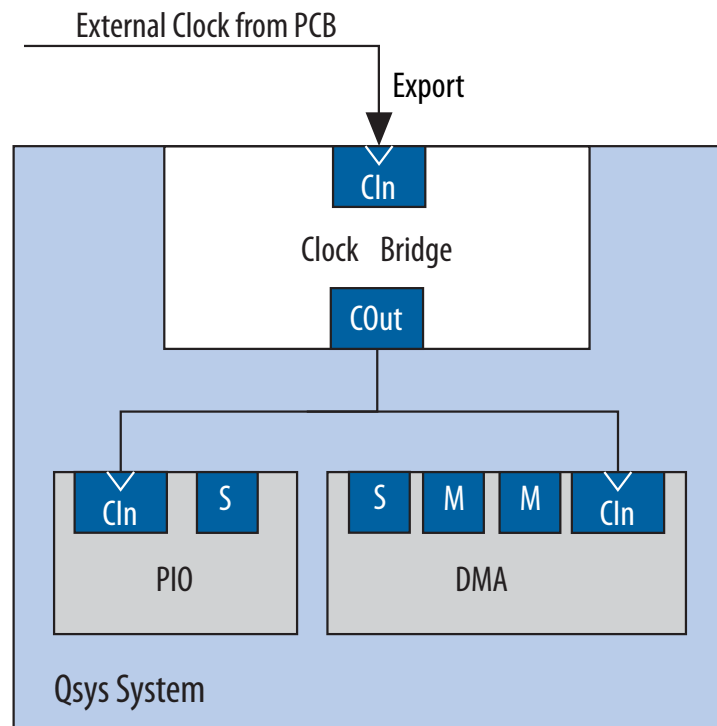 External Clock from PCB
Export
CIn
Clock Bridge
COut
CIn
S
S
M
M
CIn
PIO
DMA
Qsys System